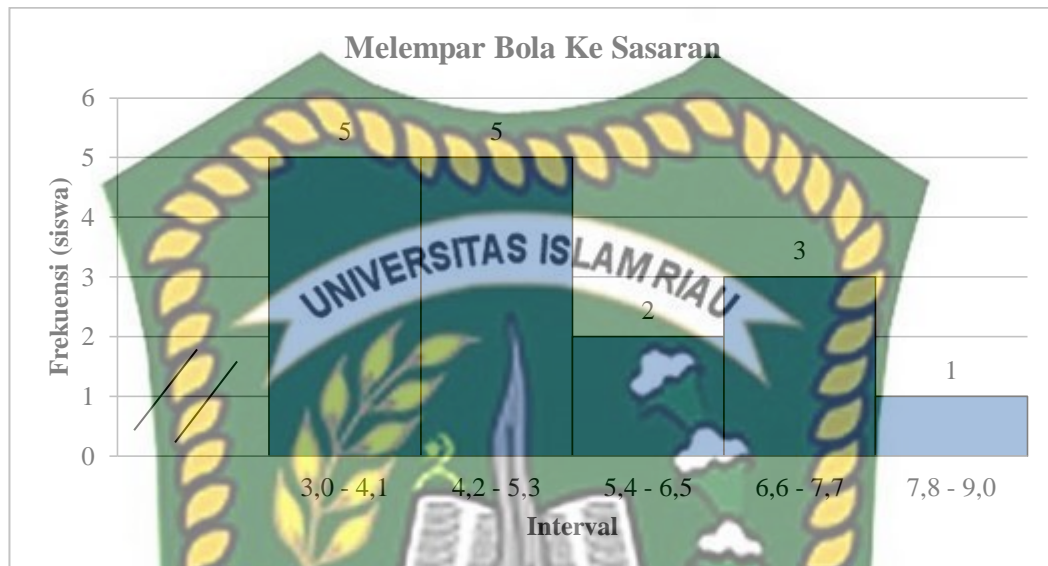 Melempar Bola Ke Sasaran
Frekuensi (siswa)
6
5
4
3
2
1
0
5
5
2
3
1
UNIVERSITAS ISLAM RIAU
3,0 - 4,1
4,2 - 5,3
5,4 - 6,5
6,6 - 7,7
7,8 - 9,0
Interval